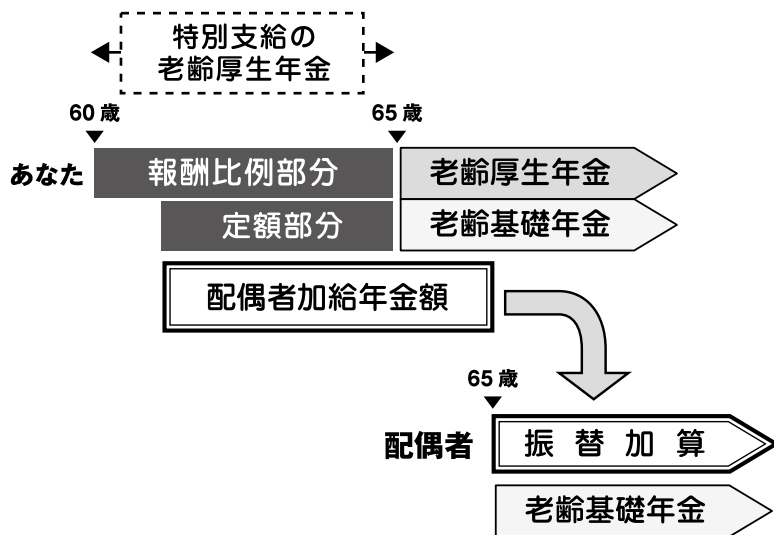 特別支給の
老齢厚生年金
60歳
65歳
あなた
報酬比例部分
老齢厚生年金
定額部分
老齢基礎年金
配偶者加給年金額
65歳
配偶者
振替加算
老齢基礎年金